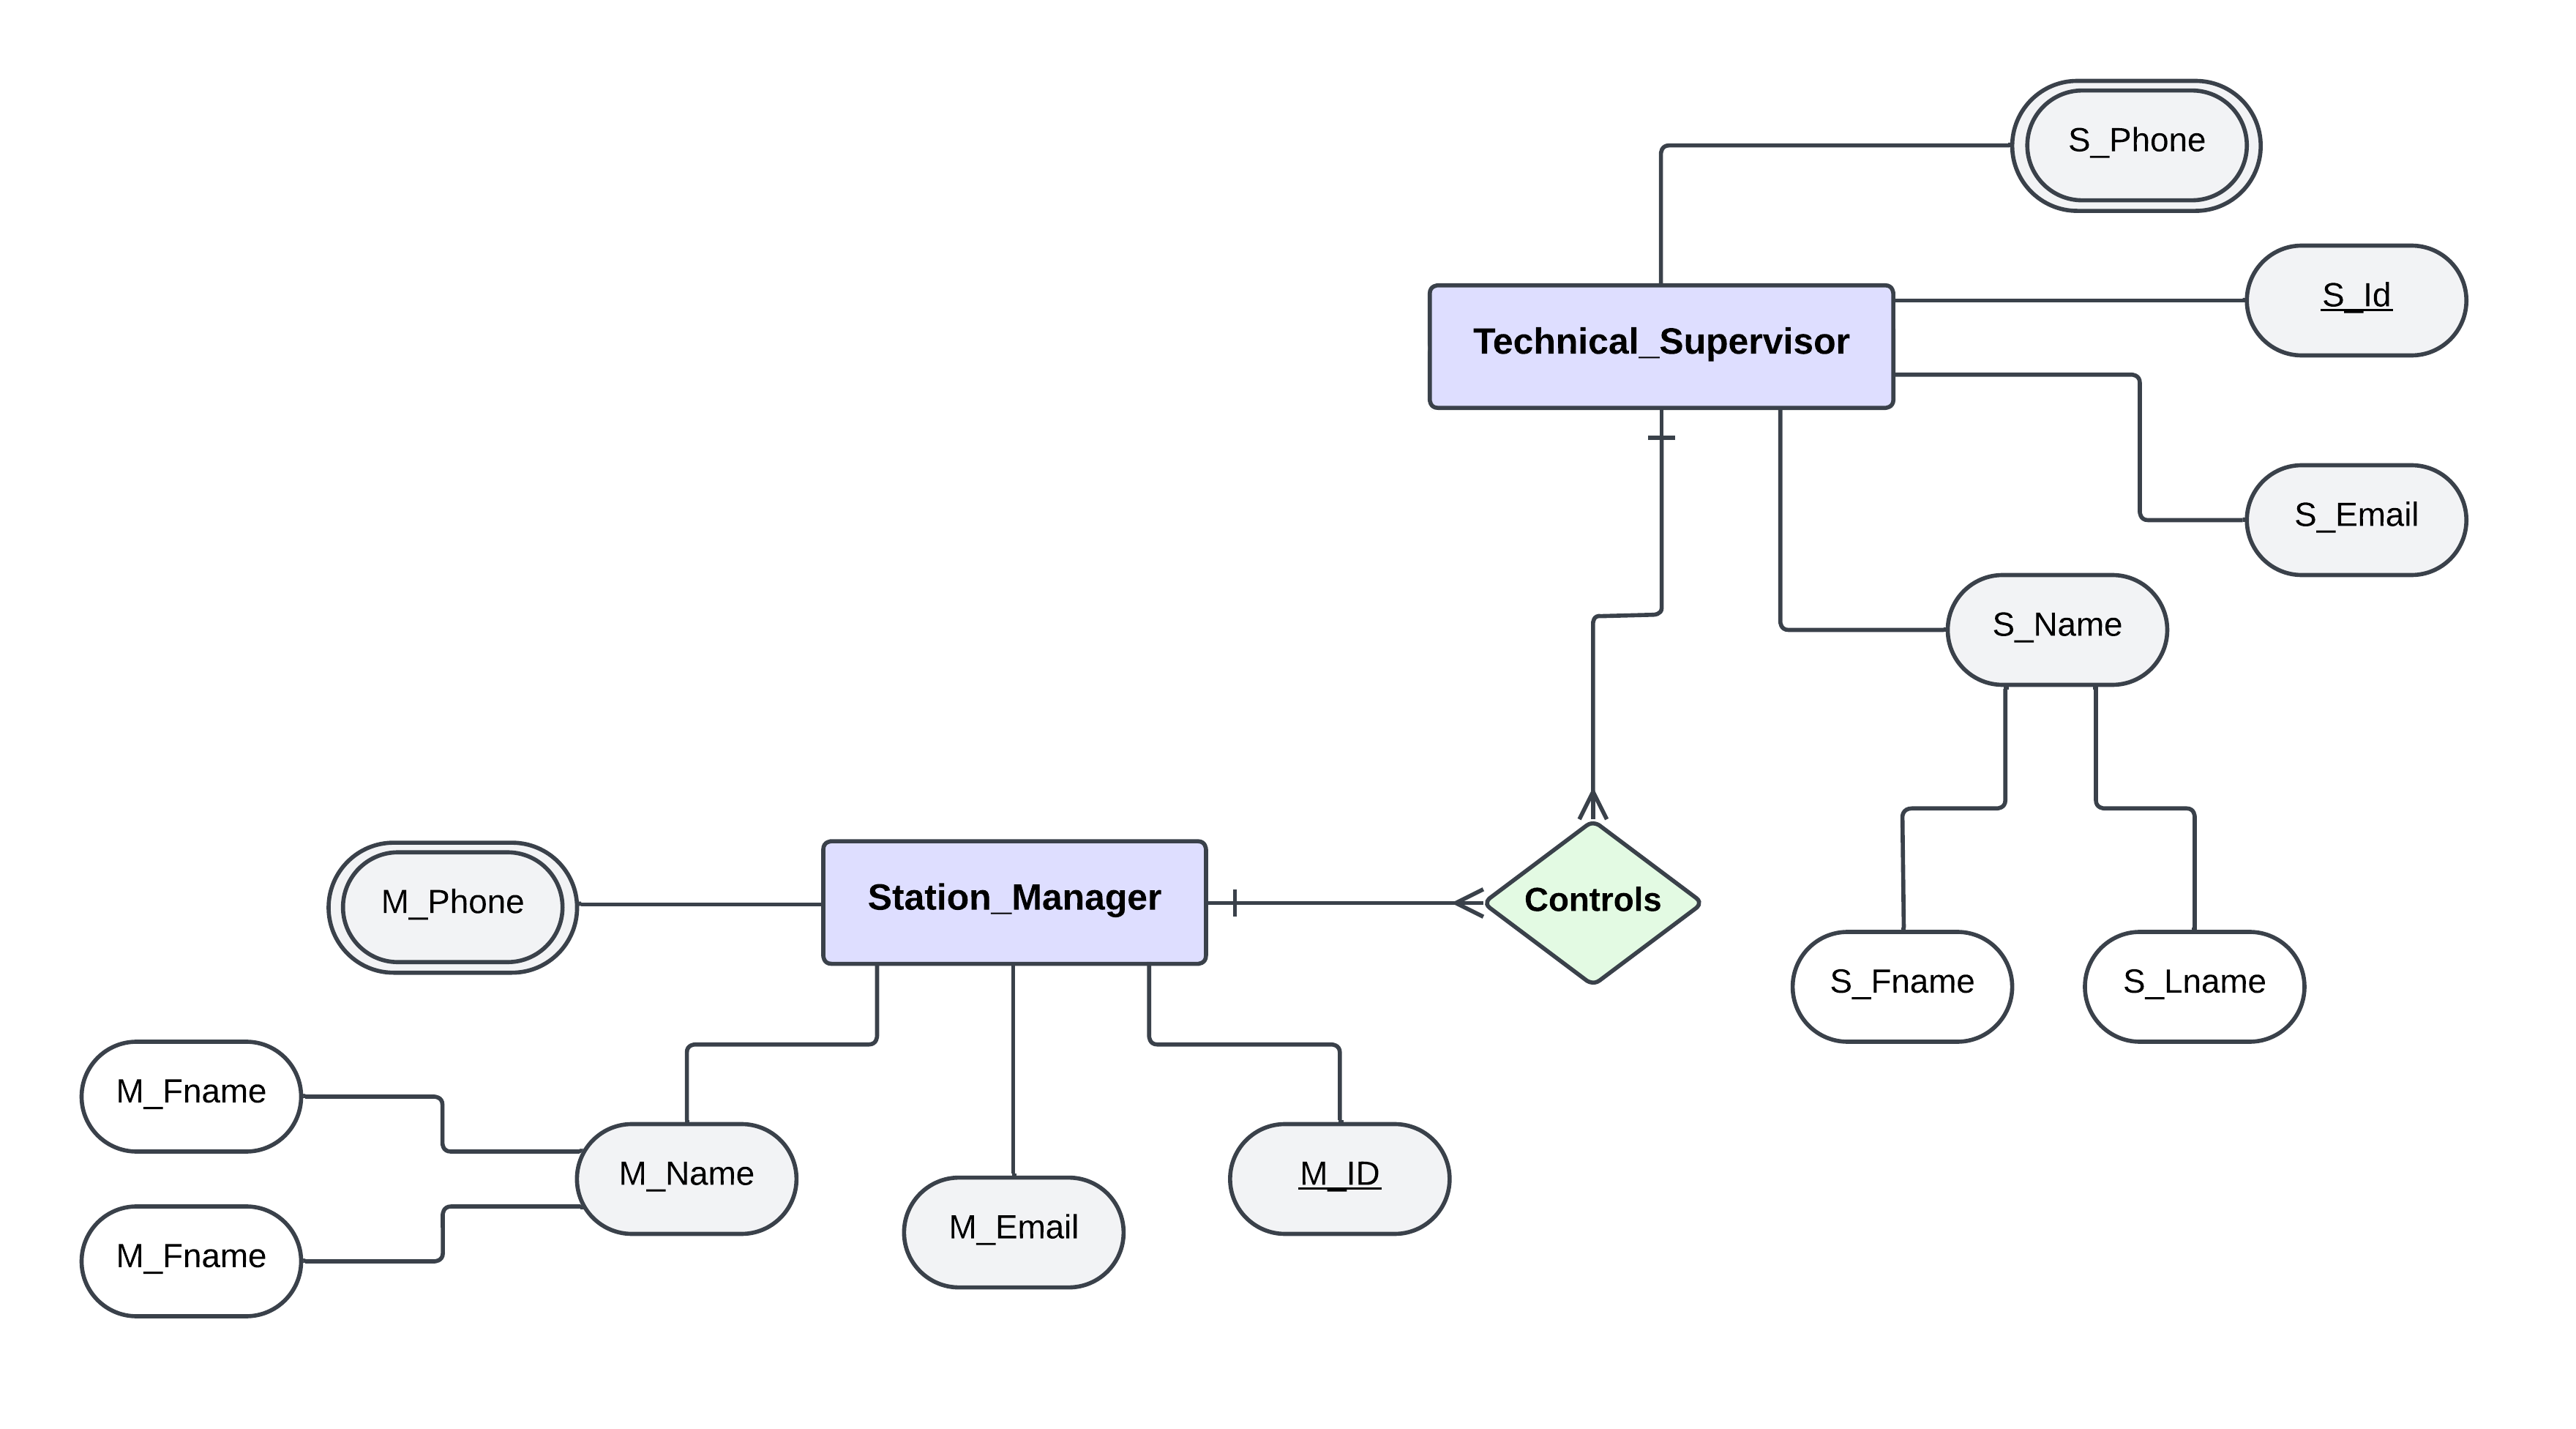 S_Phone
S_Id
Technical_Supervisor
S_Email
S_Name
M_Phone
Station_Manager
Controls
S_Fname
S_Lname
M_Fname
M_Name
M_ID
M_Email
M_Fname